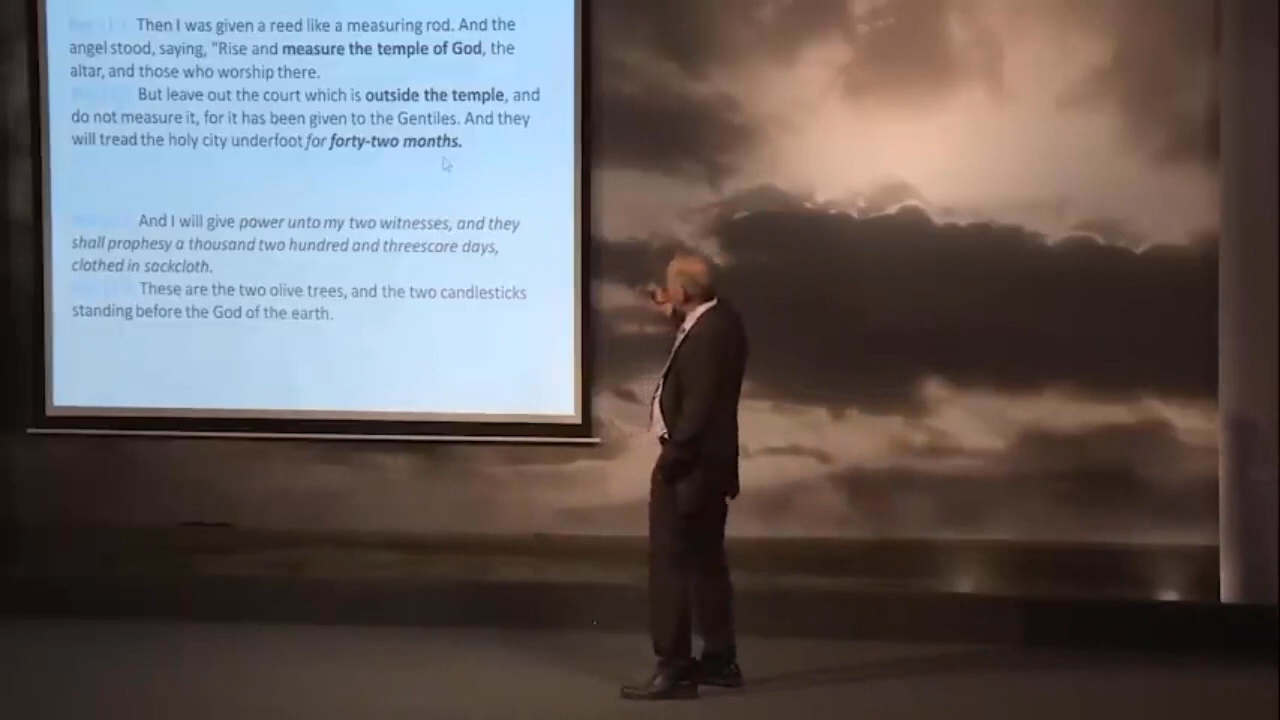 Then I was given a reed like a measuring rod. And the
angel stood, saying, "Rise and measure the temple of God, the
altar, and those who worship there.
But leave out the court which is outside the temple, and
do not measure it, for it has been given to the Gentiles. And they
will tread the holy city underfoot for forty-two months.
And I will give power unto my two witnesses, and they
shall prophesy a thousand two hundred and threescore days,
clothed in sackcloth.
These are the two olive trees, and the two candlesticks
standing before the God of the earth.